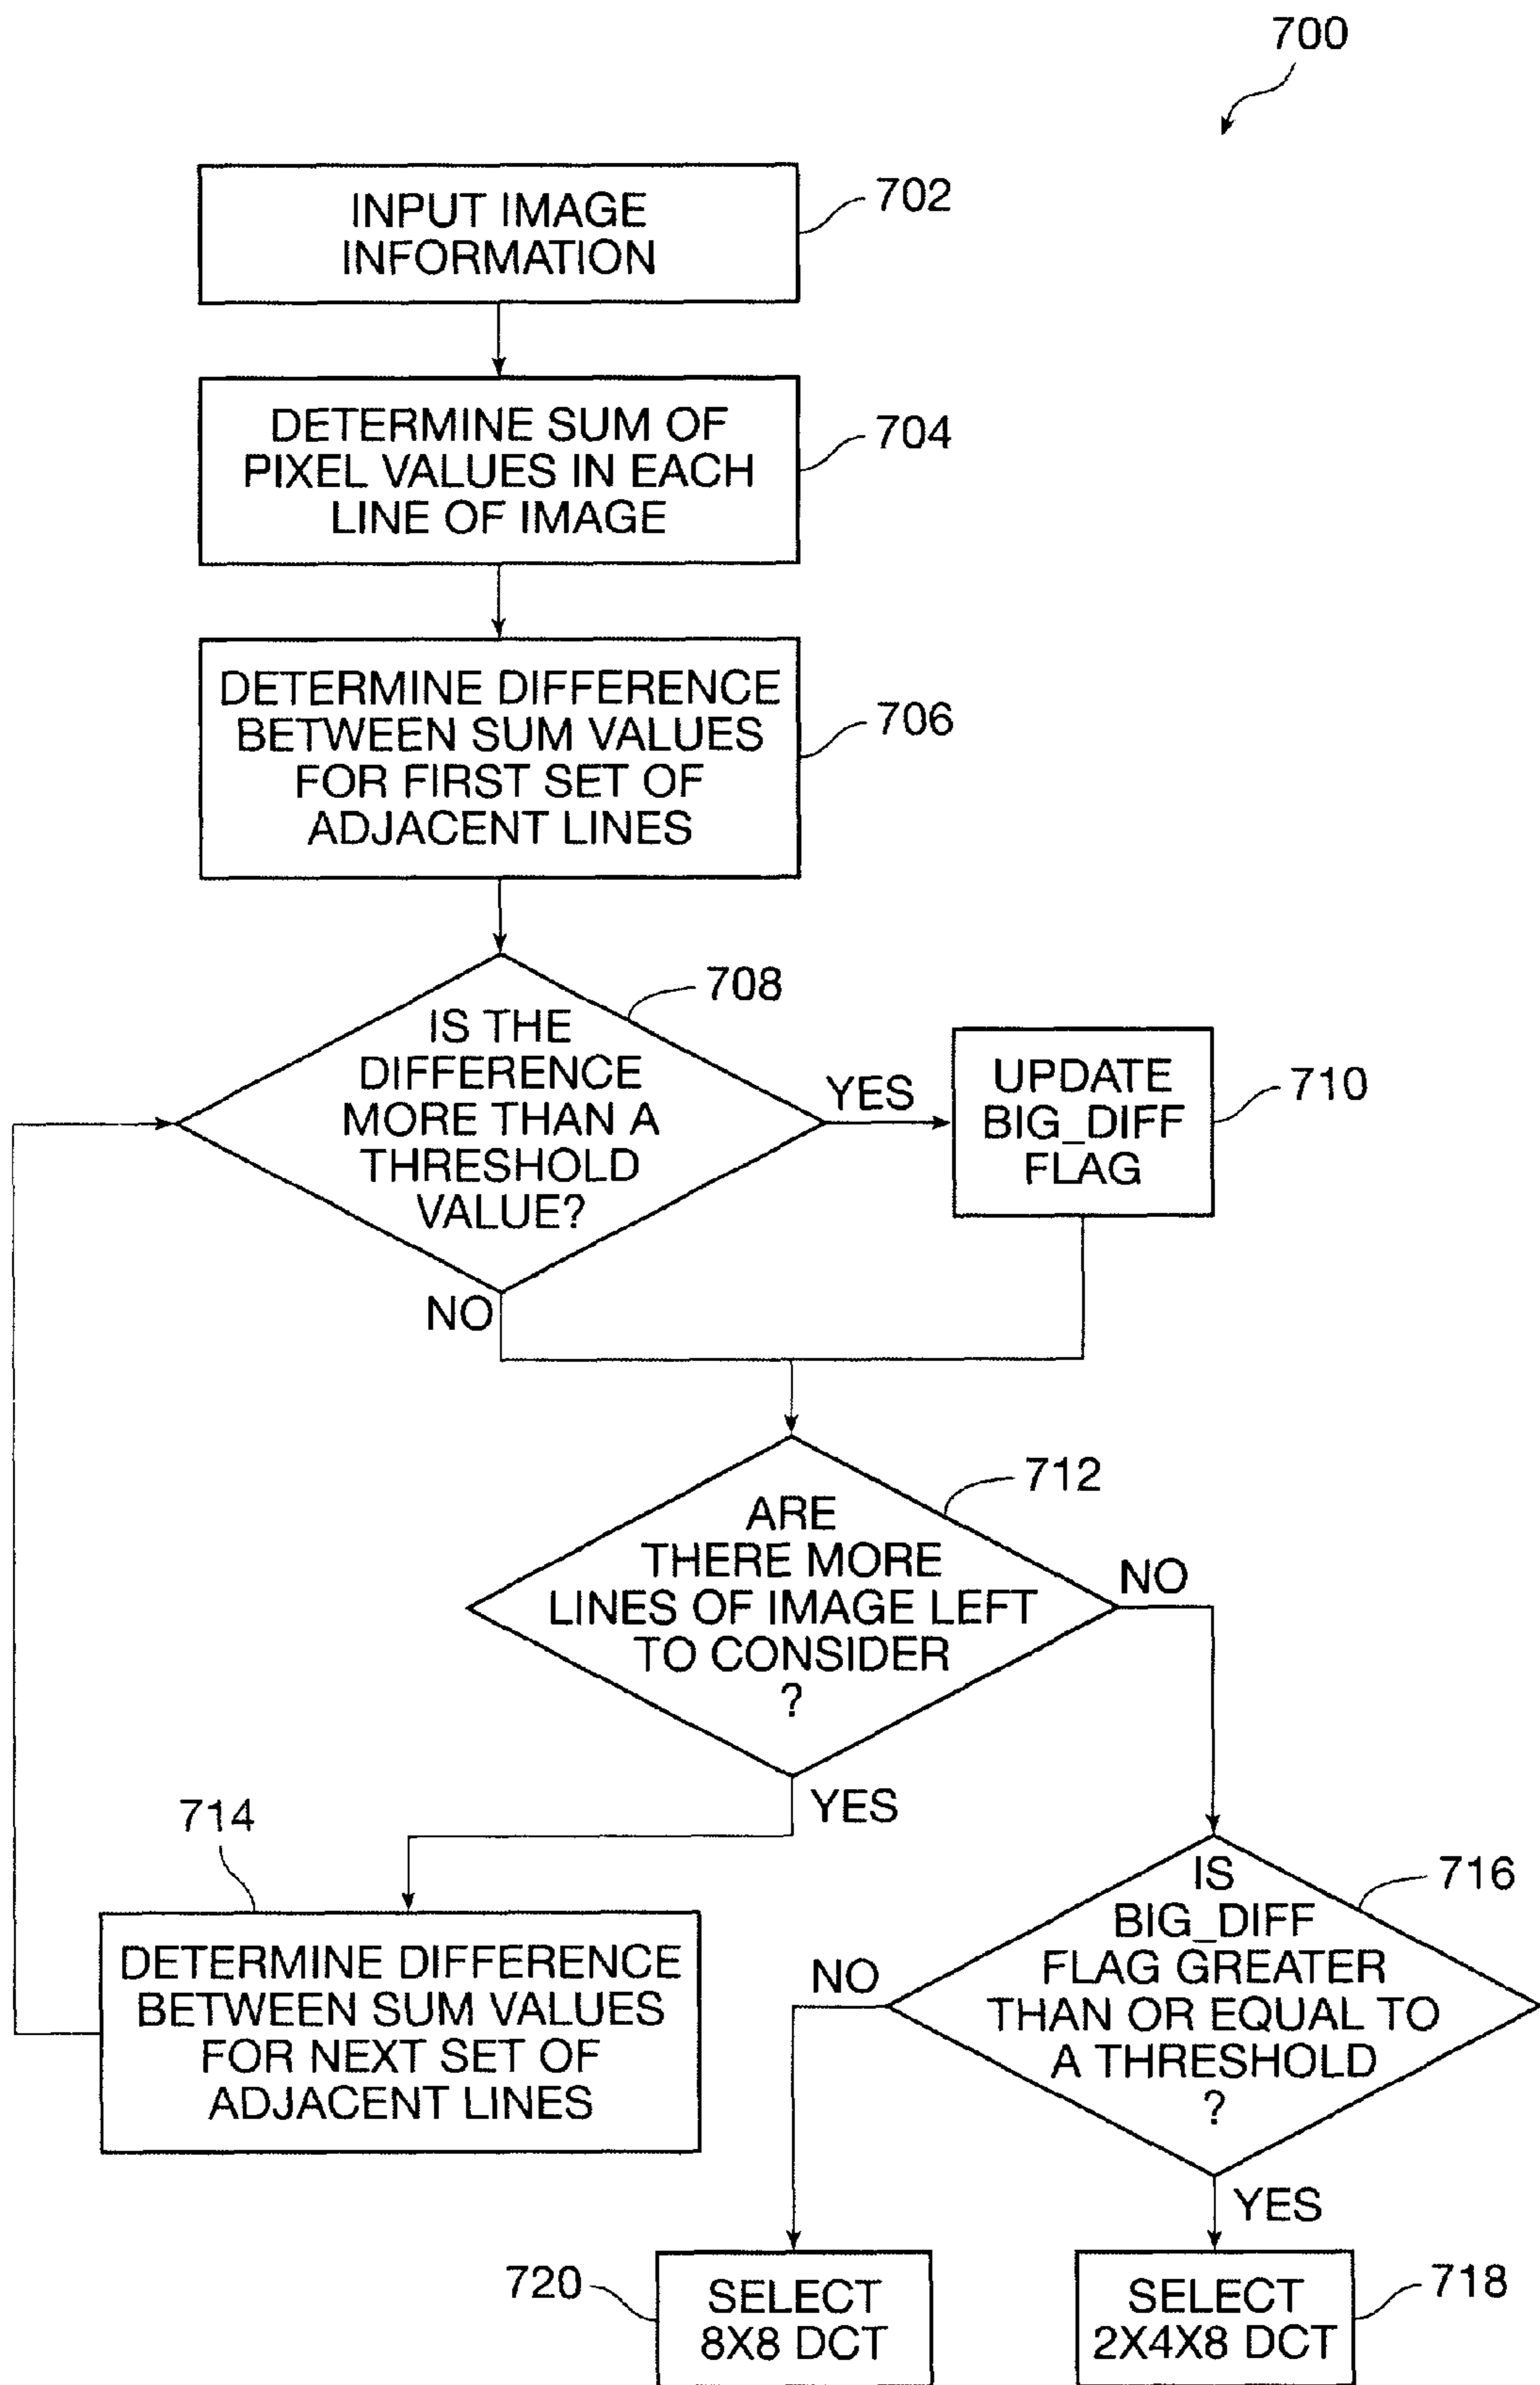 700
INPUT IMAGE
INFORMATION
702
DETERMINE SUM OF
PIXEL VALUES IN EACH
LINE OF IMAGE
704
DETERMINE DIFFERENCE
BETWEEN SUM VALUES
FOR FIRST SET OF
ADJACENT LINES
706
708
IS THE
DIFFERENCE
MORE THAN A
THRESHOLD
VALUE?
YES
NO
UPDATE
BIG_DIFF
FLAG
710
712
ARE
THERE MORE
LINES OF IMAGE LEFT
TO CONSIDER
?
NO
YES
714
DETERMINE DIFFERENCE
BETWEEN SUM VALUES
FOR NEXT SET OF
ADJACENT LINES
716
IS
BIG_DIFF
FLAG GREATER
THAN OR EQUAL TO
A THRESHOLD
?
NO
YES
720
SELECT
8X8 DCT
SELECT
2X4X8 DCT
718